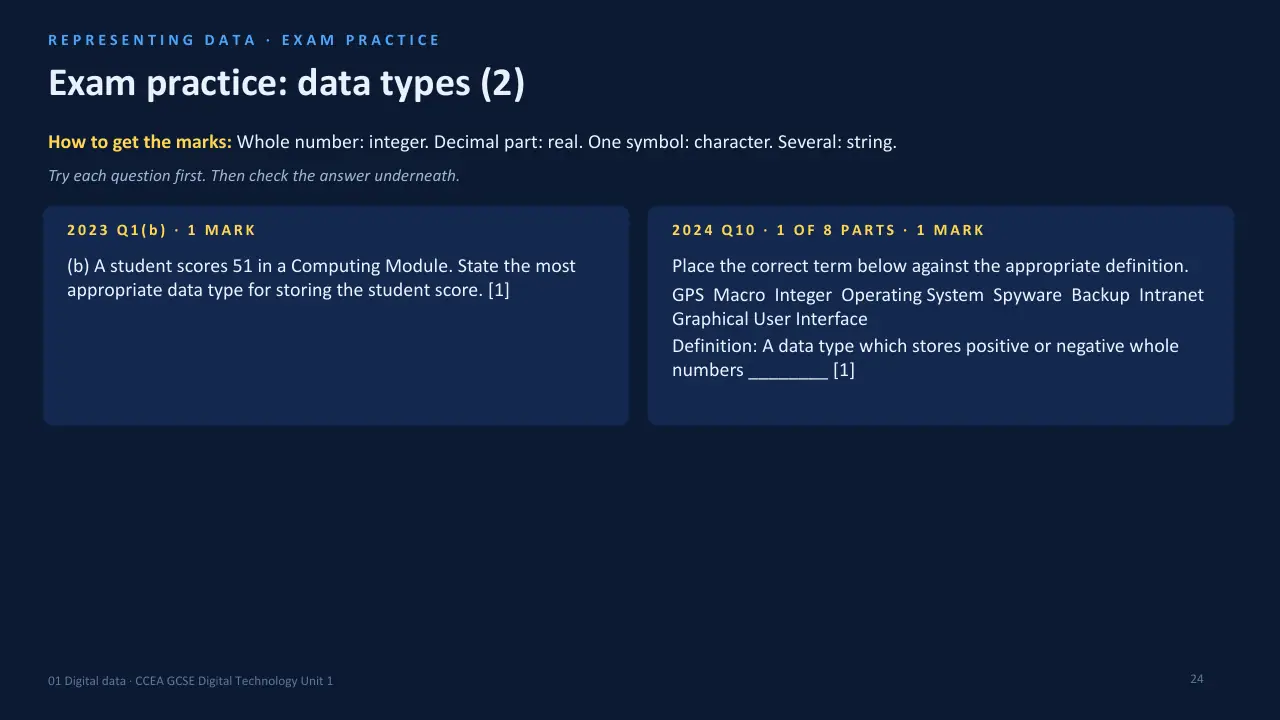 REPRESENTING DATA · EXAM PRACTICE
Exam practice: data types (2)
How to get the marks: Whole number: integer. Decimal part: real. One symbol: character. Several: string.
Try each question first. Then check the answer underneath.
2023 Q1(b) · 1 MARK
(b) A student scores 51 in a Computing Module. State the most
appropriate data type for storing the student score. [1]
2024 Q10 · 1 OF 8 PARTS · 1 MARK
Place the correct term below against the appropriate definition.
GPS Macro Integer Operating System Spyware Backup Intranet
Graphical User Interface
Definition: A data type which stores positive or negative whole
numbers ________ [1]
01 Digital data · CCEA GCSE Digital Technology Unit 1
24